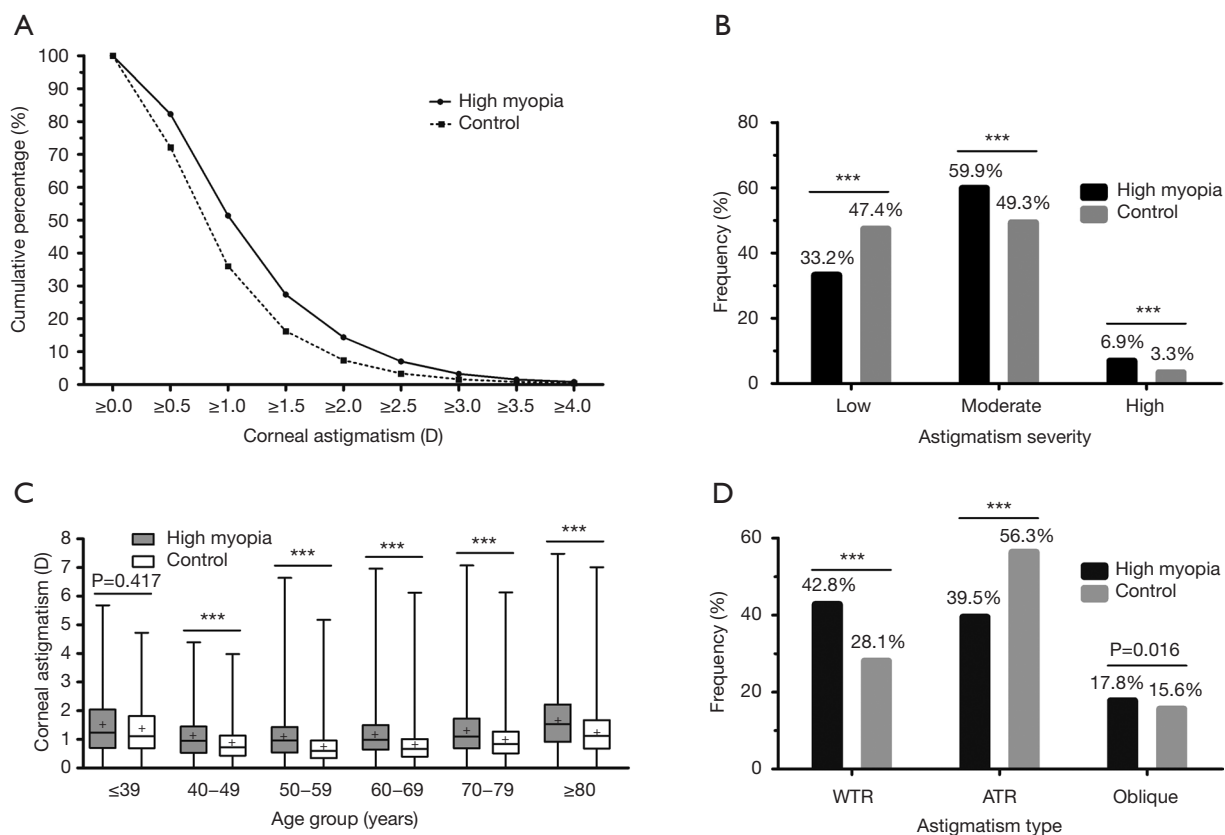 A
100
90
80
70
60
50
40
30
20
10
0
Cumulative percentage (%)
High myopia
Control
≥0.0 ≥0.5 ≥1.0 ≥1.5 ≥2.0 ≥2.5 ≥3.0 ≥3.5 ≥4.0
Corneal astigmatism (D)
B
80
60
40
20
0
Frequency (%)
***
33.2%
47.4%
***
59.9%
49.3%
***
6.9%
3.3%
High myopia
Control
Low Moderate High
Astigmatism severity
C
8
7
6
5
4
3
2
1
0
Corneal astigmatism (D)
High myopia
Control
P=0.417
***
***
***
***
***
≤39 40–49 50–59 60–69 70–79 ≥80
Age group (years)
D
60
40
20
0
Frequency (%)
***
42.8%
28.1%
***
39.5%
56.3%
P=0.016
17.8%
15.6%
High myopia
Control
WTR ATR Oblique
Astigmatism type